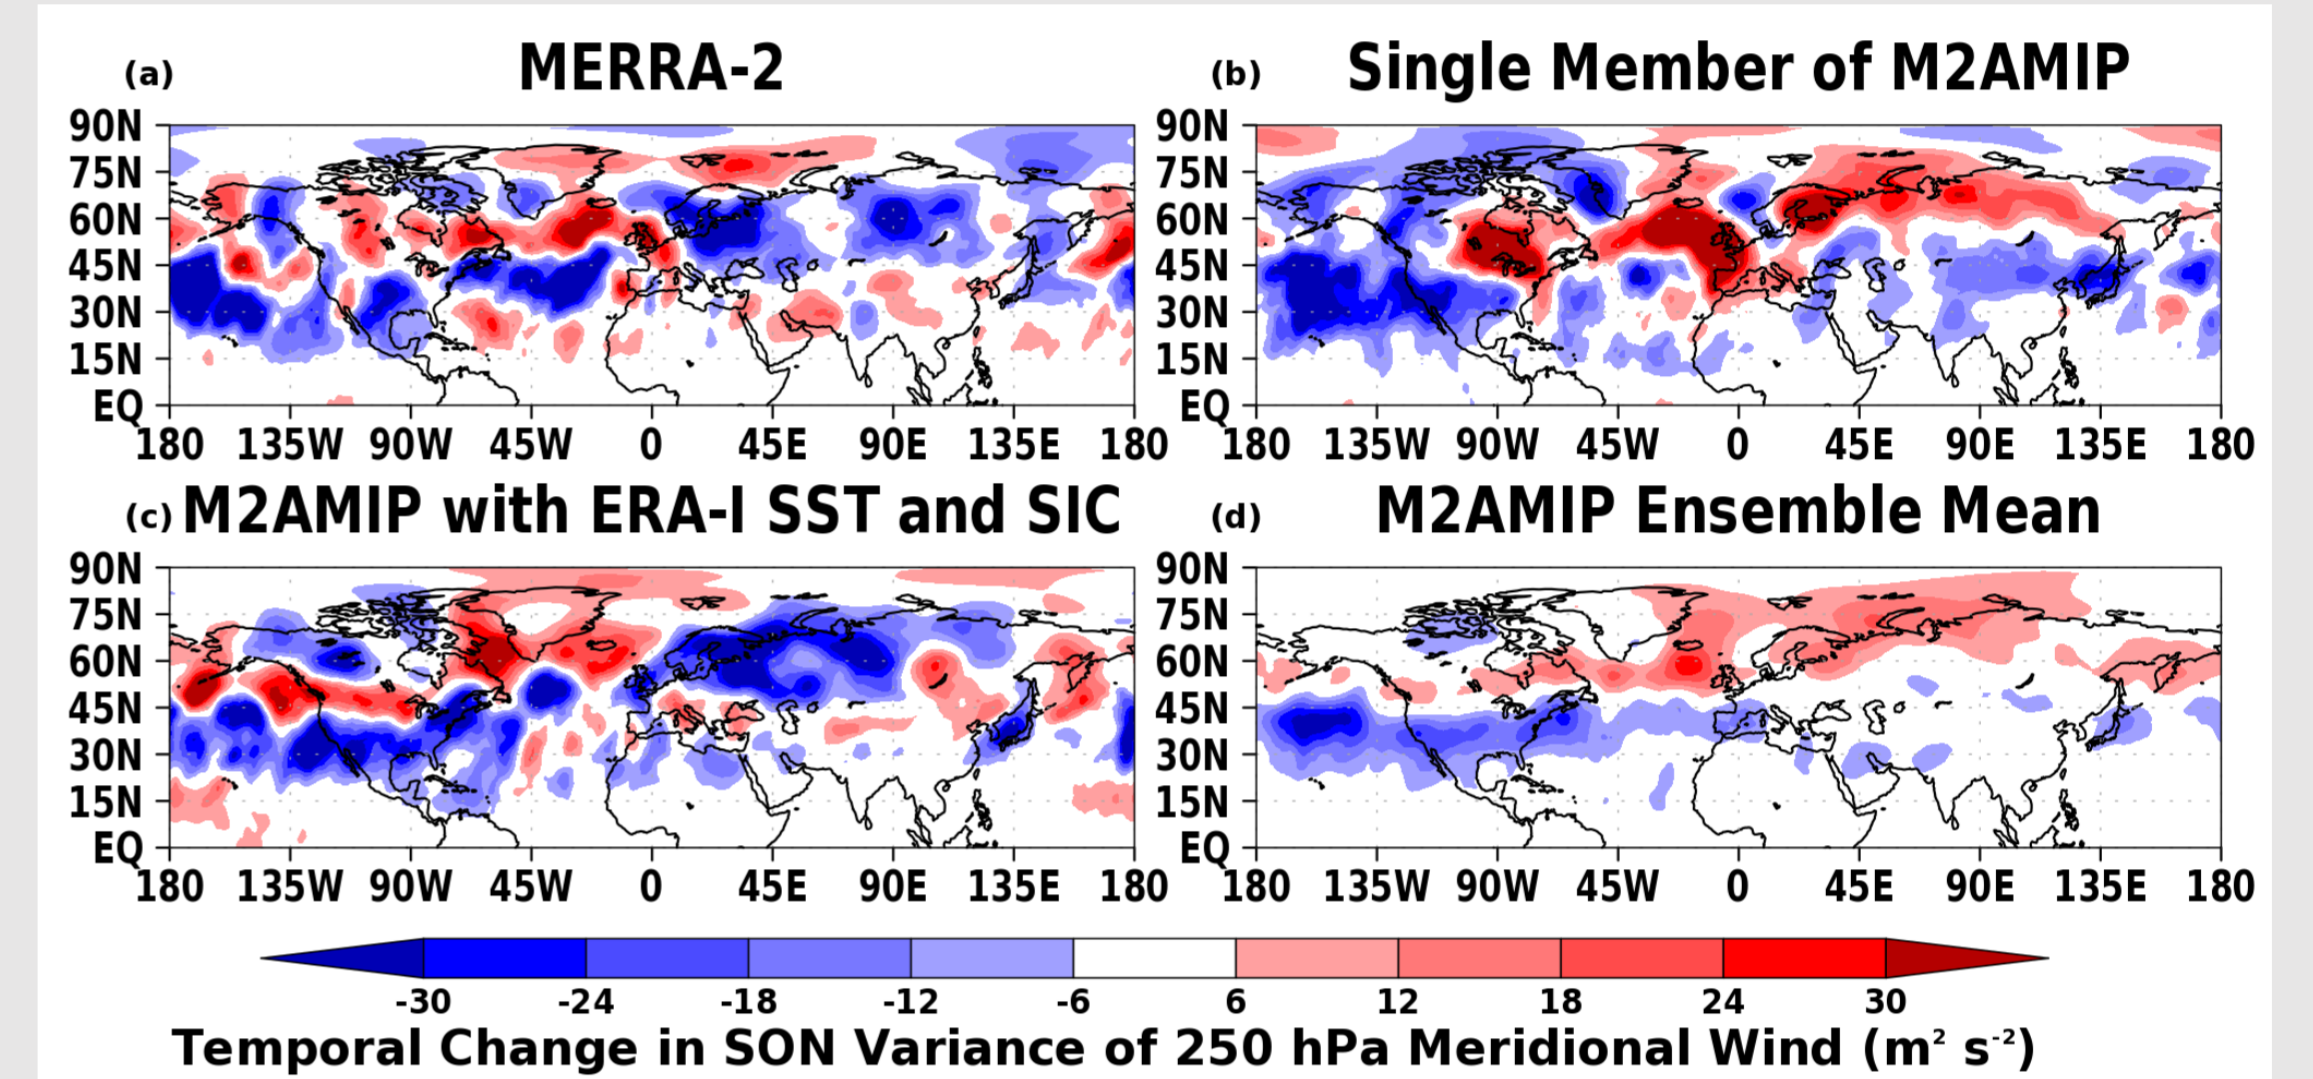 (a) MERRA-2
(b) Single Member of M2AMIP
90N
75N
60N
45N
30N
15N
EQ
180 135W 90W 45W 0 45E 90E 135E 180
90N
75N
60N
45N
30N
15N
EQ
180 135W 90W 45W 0 45E 90E 135E 180
(c) M2AMIP with ERA-I SST and SIC
(d) M2AMIP Ensemble Mean
90N
75N
60N
45N
30N
15N
EQ
180 135W 90W 45W 0 45E 90E 135E 180
90N
75N
60N
45N
30N
15N
EQ
180 135W 90W 45W 0 45E 90E 135E 180
-30 -24 -18 -12 -6 6 12 18 24 30
Temporal Change in SON Variance of 250 hPa Meridional Wind (m² s⁻²)